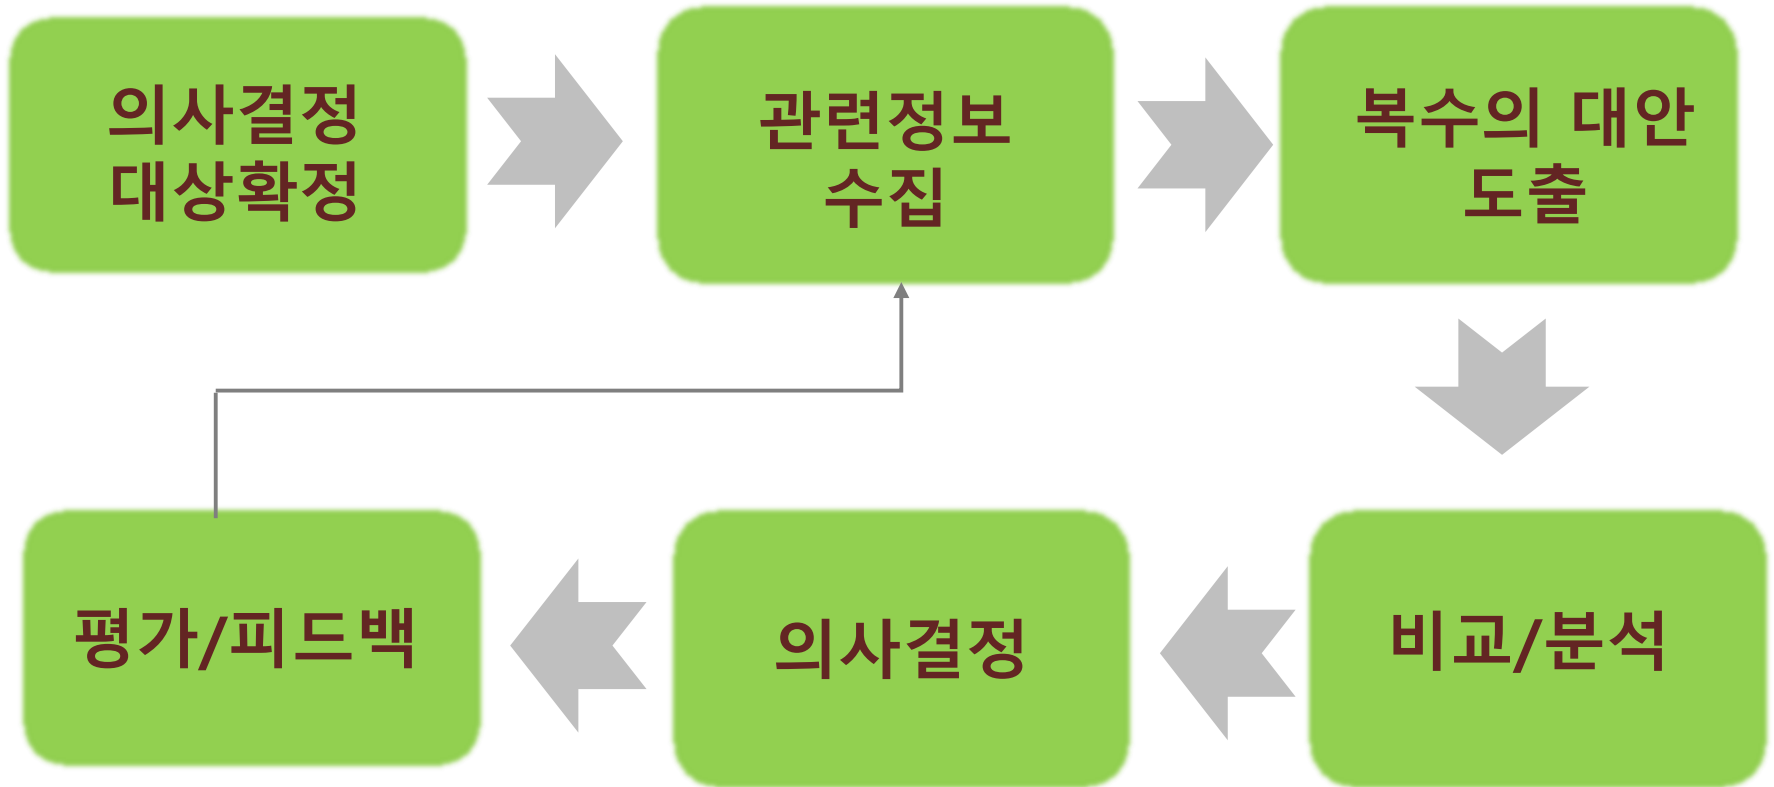 의사결정
대상확정
관련정보
수집
복수의 대안
도출
비교/분석
의사결정
평가/피드백